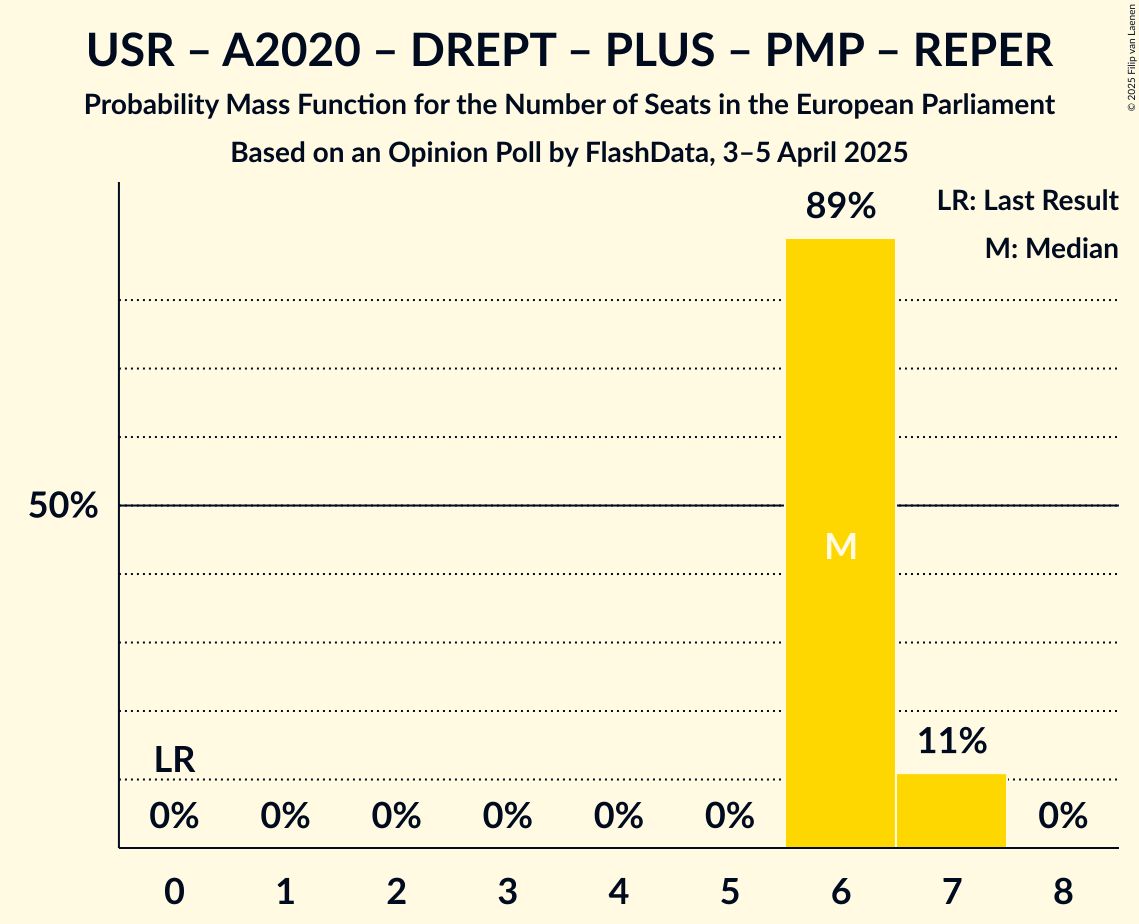 USR – A2020 – DREPT – PLUS – PMP – REPER
Probability Mass Function for the Number of Seats in the European Parliament
Based on an Opinion Poll by FlashData, 3–5 April 2025
© 2025 Filip van Laenen
LR: Last Result
M: Median
89%
50%
M
11%
LR
0% 0% 0% 0% 0% 0% 0%
0 1 2 3 4 5 6 7 8